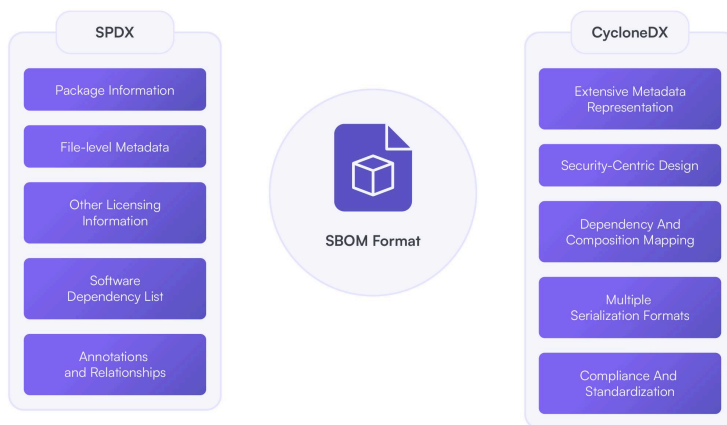 SPDX
Package Information
File-level Metadata
Other Licensing
Information
Software
Dependency List
Annotations
and Relationships
SBOM Format
CycloneDX
Extensive Metadata
Representation
Security-Centric Design
Dependency And
Composition Mapping
Multiple
Serialization Formats
Compliance And
Standardization